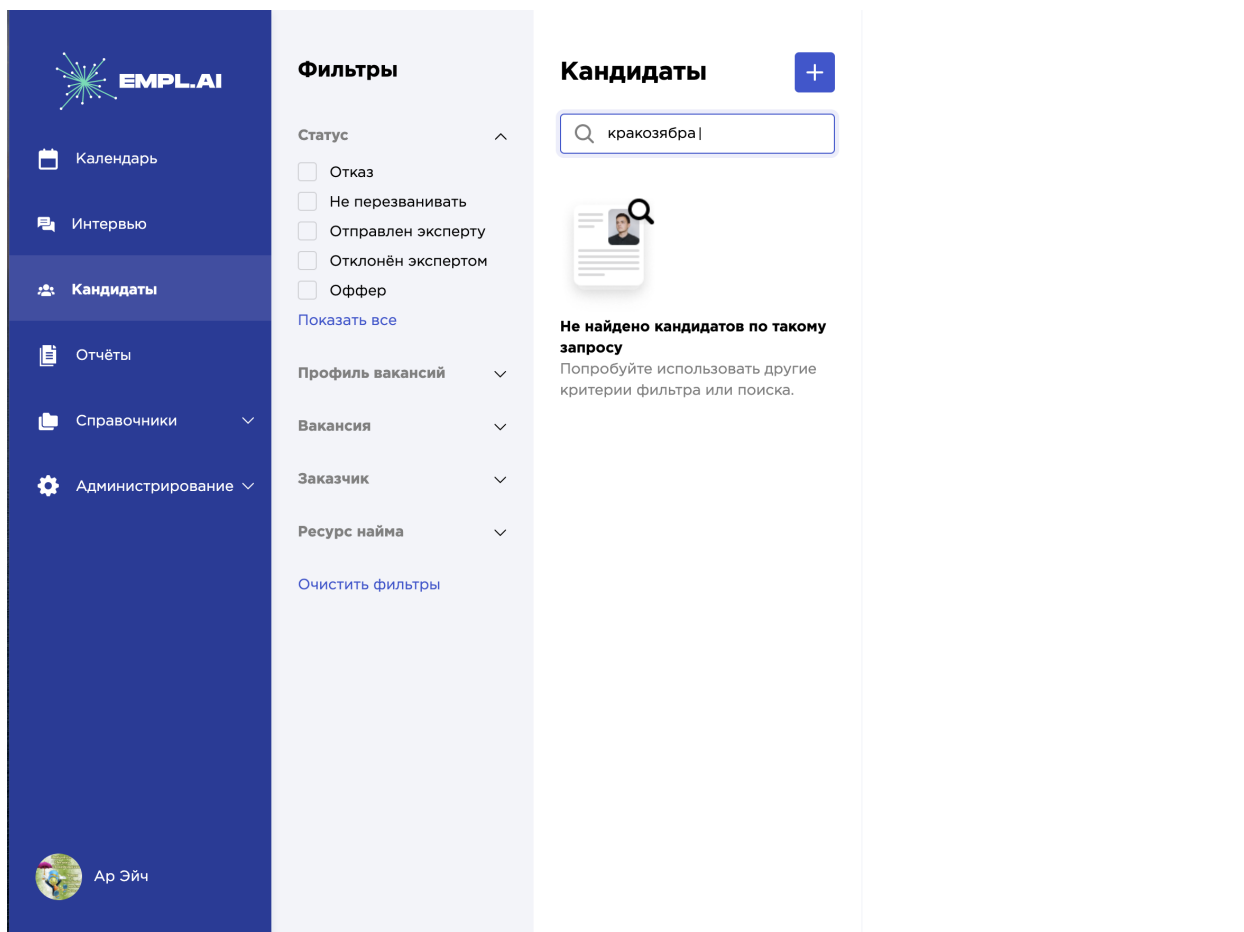 EMPL.AI
Календарь
Интервью
Кандидаты
Отчёты
Справочники
Администрирование
Ар Эйч
Фильтры
Статус
Отказ
Не перезванивать
Отправлен эксперту
Отклонён экспертом
Оффер
Показать все
Профиль вакансий
Вакансия
Заказчик
Ресурс найма
Очистить фильтры
Кандидаты
кракозябра
Не найдено кандидатов по такому
запросу
Попробуйте использовать другие
критерии фильтра или поиска.